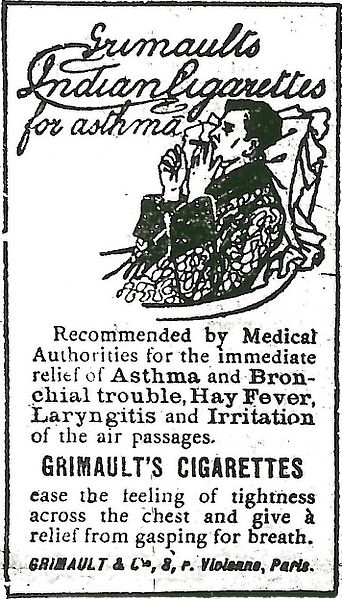 Grimaults
Indian Cigarettes
for asthma
Recommended by Medical
Authorities for the immediate
relief of Asthma and Bron-
chial trouble, Hay Fever,
Laryngitis and Irritation
of the air passages.
GRIMAULT'S CIGARETTES
ease the feeling of tightness
across the chest and give à
relief from gasping for breath.
GRIMAULT & Cie, 8, r. Vivienne, Paris.